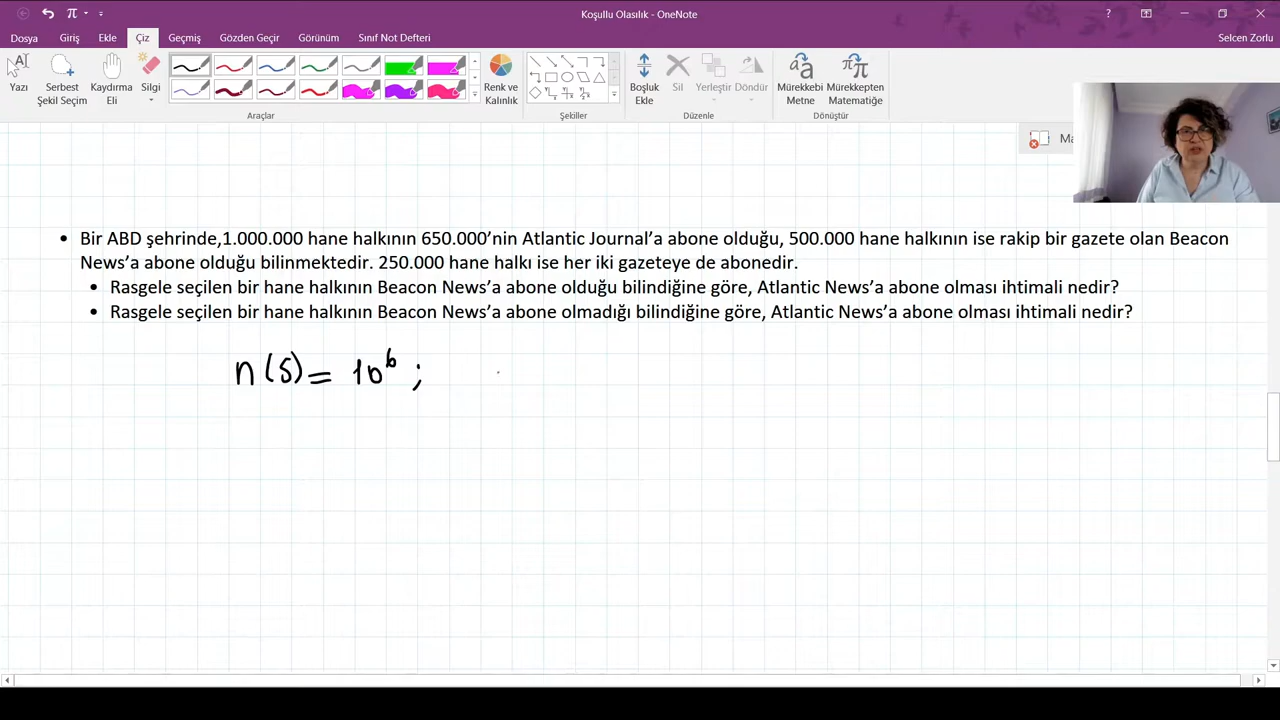 Koşullu Olasılık - OneNote
Dosya Giriş Ekle Çiz Geçmiş Gözden Geçir Görünüm Sınıf Not Defteri Selcen Zorlu
Yazı Serbest Şekil Seçim Kaydırma Eli Silgi Renk ve Kalınlık Boşluk Ekle Sil Yerleştir Döndür Mürekkebi Metne Mürekkepten Matematiğe
Araçlar Şekiller Düzenle Dönüştür
• Bir ABD şehrinde,1.000.000 hane halkının 650.000’nin Atlantic Journal’a abone olduğu, 500.000 hane halkının ise rakip bir gazete olan Beacon
News’a abone olduğu bilinmektedir. 250.000 hane halkı ise her iki gazeteye de abonedir.
• Rasgele seçilen bir hane halkının Beacon News’a abone olduğu bilindiğine göre, Atlantic News’a abone olması ihtimali nedir?
• Rasgele seçilen bir hane halkının Beacon News’a abone olmadığı bilindiğine göre, Atlantic News’a abone olması ihtimali nedir?
n(S) = 10⁶ ;